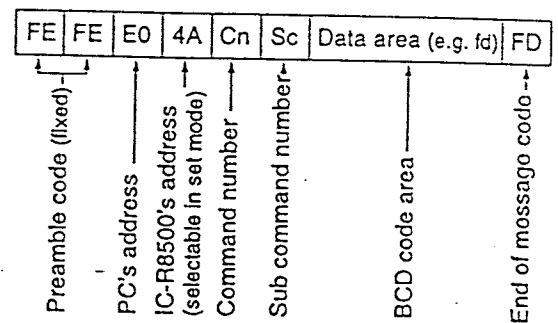 FE FE E0 4A Cn Sc Data area (e.g. fd) FD
Preamble code (fixed)
PC's address
IC-R8500's address
(selectable in set mode)
Command number
Sub command number
BCD code area
End of message code